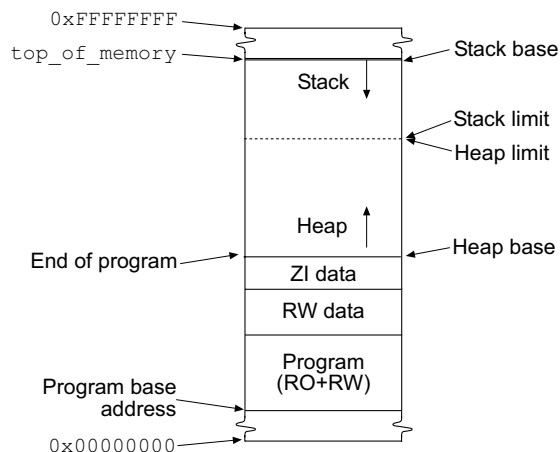 0xFFFFFFFF
top_of_memory
Stack base
Stack
Stack limit
Heap limit
Heap
End of program
Heap base
ZI data
RW data
Program
(RO+RW)
Program base
address
0x00000000